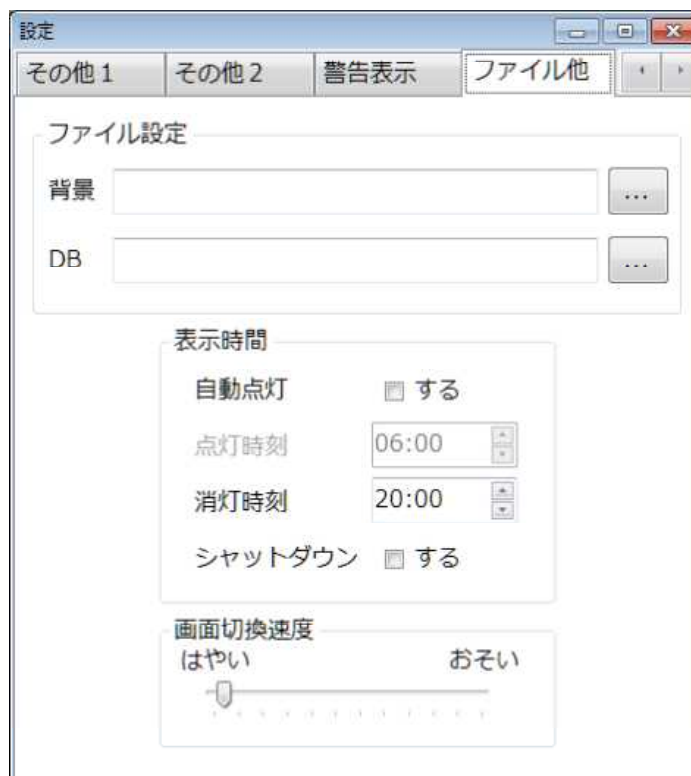 設定
その他1 その他2 警告表示 ファイル他
ファイル設定
背景 ...
DB ...
表示時間
自動点灯 する
点灯時刻 06:00
消灯時刻 20:00
シャットダウン する
画面切換速度
はやい おそい